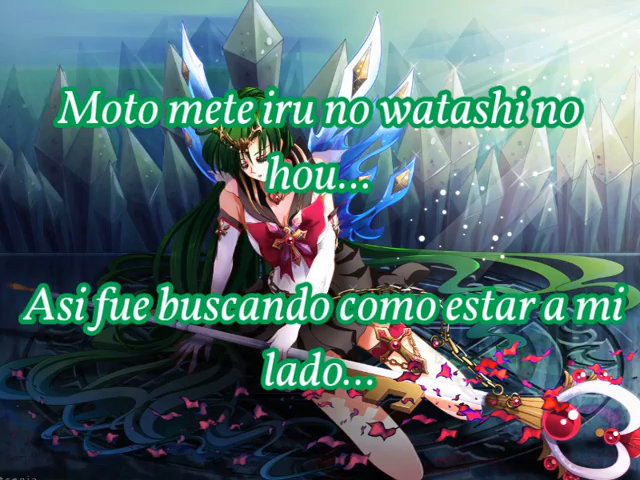 Moto mete iru no watashi no
hou...
Asi fue buscando como estar a mi
lado...